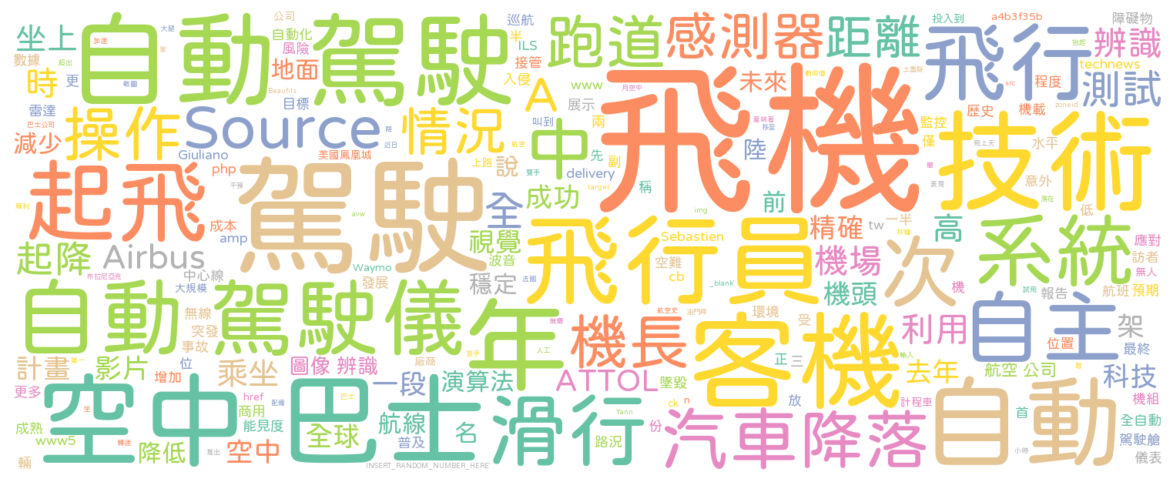 自動 駕駛
飛機
駕駛
技術
飛行員
自動 駕駛儀
空中巴士
客機
起飛
系統
自動
自主
滑行
汽車降落
年
次
飛行
跑道
感測器
距離
操作
Source
情況
A
中
機長
坐上
數據
時
更
雷達
目標
公司
自動化
風險
地面
巡航
半
ILS
接管
入侵
www
展示
未來
投入到
a4b3f35b
障礙物
辨識
technews
測試
歷史
機載
程度
減少
Giuliano
php
美國鳳凰城
說
上路
叫到
先
兩
副
delivery
稱
成功
陸
前
監控
僅
水平
意外
低
全
視覺
波音
起降
Airbus
成本
amp
中心線
大規模
Waymo
發展
穩定
Sebastien
空難
cb
精確
tw
一半
高
機場
機頭
應對
訪者
無人
預期
航班
報告
機
無線
突發
事故
環境
受
利用
架
位置
最終
計畫
影片
位
增加
乘坐
圖像 辨識
廠商
一段
演算法
ATTOL
墜毀
正
三
放
去年
航空 公司
科技
機組
更多
成熟
www5
href
商用
能見度
降低
空中
全球
航線
普及
名
Yann
路況
ck
n
份
計程車
首
全自動
駕駛艙
儀表
輛
INSERT_RANDOM_NUMBER_HERE